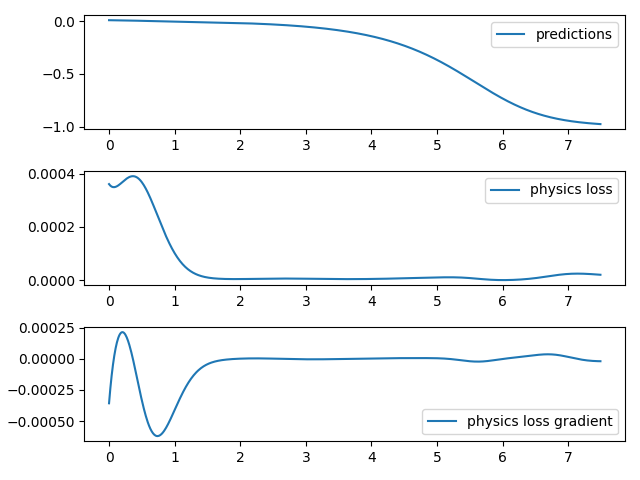 0.0
−0.5
−1.0
predictions
0 1 2 3 4 5 6 7
0.0004
0.0002
0.0000
physics loss
0 1 2 3 4 5 6 7
0.00025
0.00000
−0.00025
−0.00050
physics loss gradient
0 1 2 3 4 5 6 7